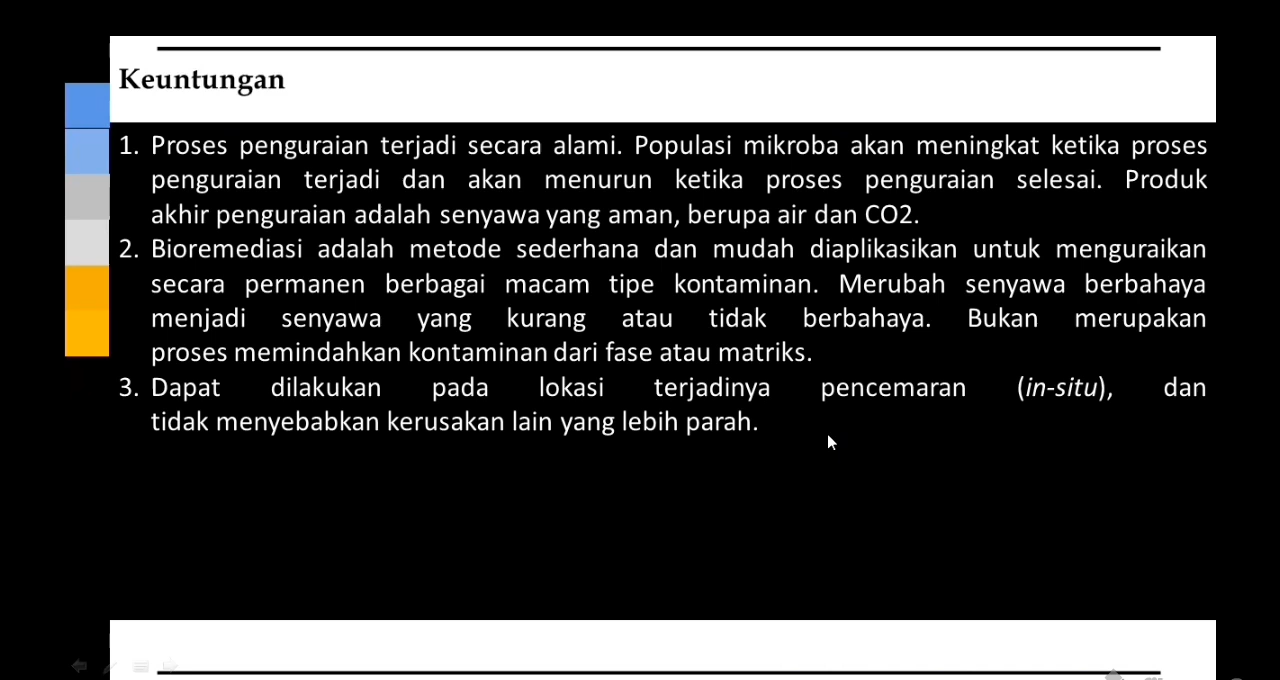 Keuntungan
1. Proses penguraian terjadi secara alami. Populasi mikroba akan meningkat ketika proses
penguraian terjadi dan akan menurun ketika proses penguraian selesai. Produk
akhir penguraian adalah senyawa yang aman, berupa air dan CO2.
2. Bioremediasi adalah metode sederhana dan mudah diaplikasikan untuk menguraikan
secara permanen berbagai macam tipe kontaminan. Merubah senyawa berbahaya
menjadi senyawa yang kurang atau tidak berbahaya. Bukan merupakan
proses memindahkan kontaminan dari fase atau matriks.
3. Dapat dilakukan pada lokasi terjadinya pencemaran (in-situ), dan
tidak menyebabkan kerusakan lain yang lebih parah.